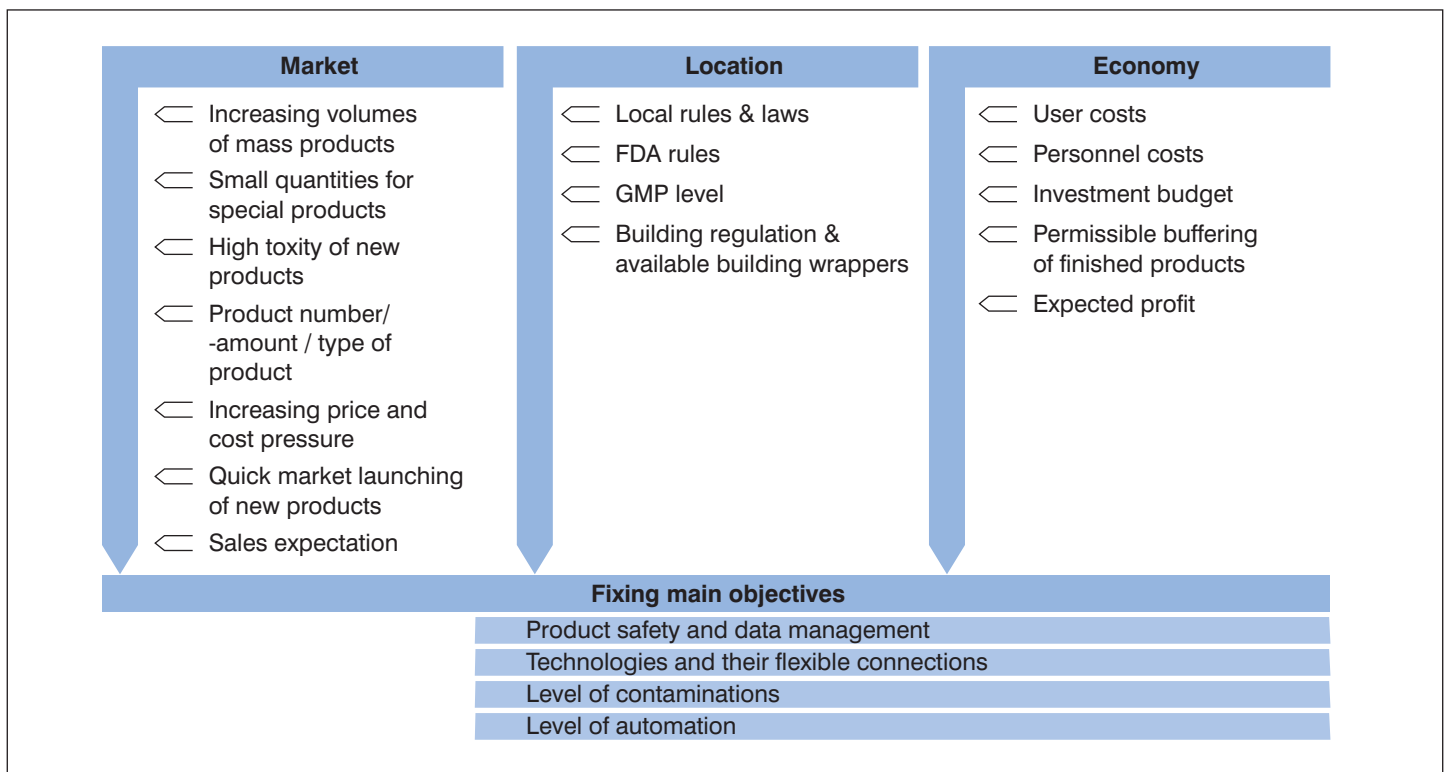 Market
Increasing volumes
of mass products
Small quantities for
special products
High toxity of new
products
Product number/
-amount / type of
product
Increasing price and
cost pressure
Quick market launching
of new products
Sales expectation
Location
Local rules & laws
FDA rules
GMP level
Building regulation &
available building wrappers
Economy
User costs
Personnel costs
Investment budget
Permissible buffering
of finished products
Expected profit
Fixing main objectives
Product safety and data management
Technologies and their flexible connections
Level of contaminations
Level of automation